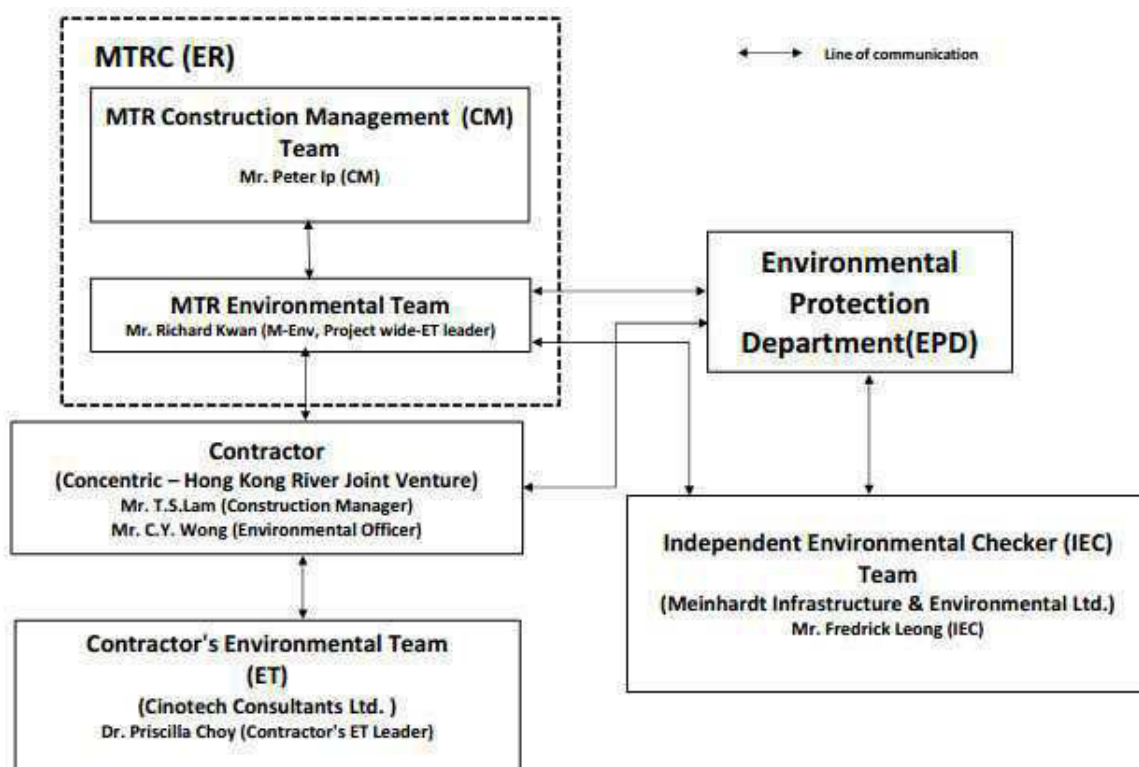 MTRC (ER)
Line of communication
MTR Construction Management (CM)
Team
Mr. Peter Ip (CM)
MTR Environmental Team
Mr. Richard Kwan (M-Env, Project wide-ET leader)
Environmental
Protection
Department(EPD)
Contractor
(Concentric – Hong Kong River Joint Venture)
Mr. T.S.Lam (Construction Manager)
Mr. C.Y. Wong (Environmental Officer)
Independent Environmental Checker (IEC)
Team
(Meinhardt Infrastructure & Environmental Ltd.)
Mr. Fredrick Leong (IEC)
Contractor's Environmental Team
(ET)
(Cinotech Consultants Ltd. )
Dr. Priscilla Choy (Contractor's ET Leader)